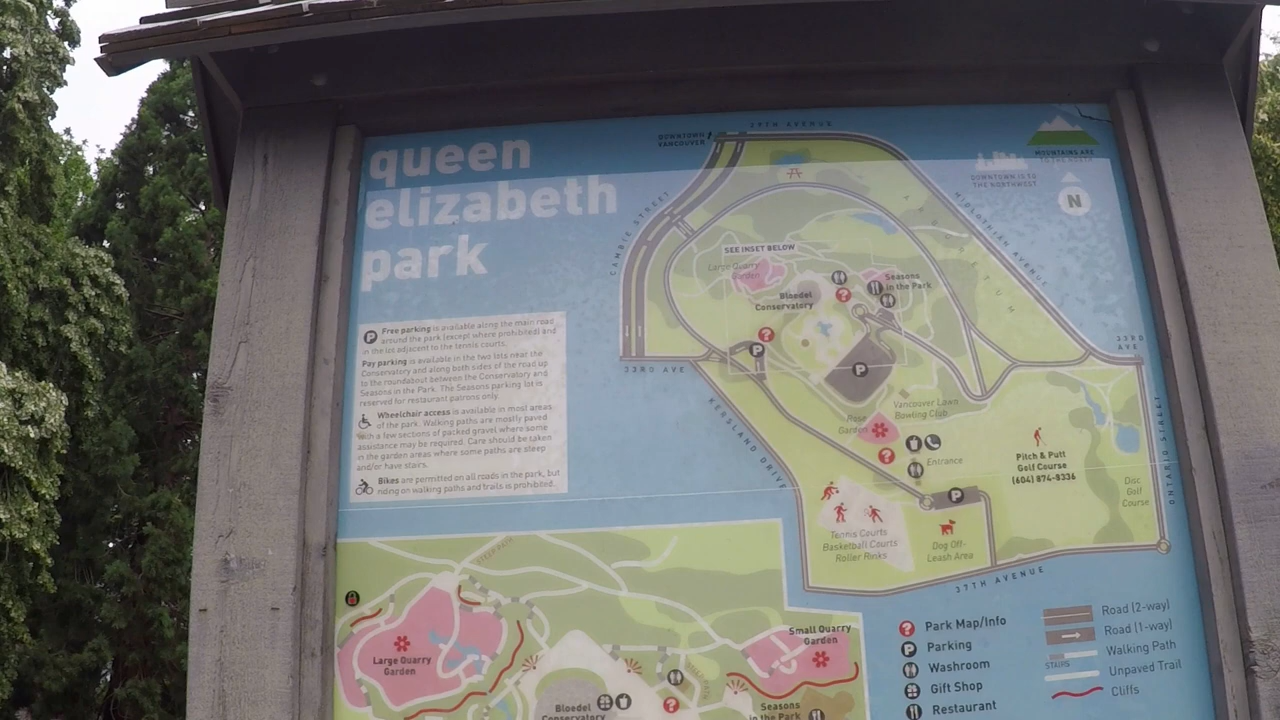 queen
elizabeth
park
Free parking is available along the main road
around the park (except where prohibited) and
in the lot adjacent to the tennis courts.
Pay parking is available in the two lots near the
Conservatory and along both sides of the road up
to the roundabout between the Conservatory and
Seasons in the Park. The Seasons parking lot is
reserved for restaurant patrons only.
Wheelchair access is available in most areas
of the park. Walking paths are mostly paved
with a few sections of packed gravel where some
assistance may be required. Care should be taken
in the garden areas where some paths are steep
and/or have stairs.
Bikes are permitted on all roads in the park, but
riding on walking paths and trails is prohibited.
DOWNTOWN
VANCOUVER
29TH AVENUE
CAMBIE STREET
MIDLOTHIAN AVENUE
MOUNTAINS ARE
TO THE NORTH
DOWNTOWN IS TO
THE NORTHWEST
N
ARBORETUM
SEE INSET BELOW
Large Quarry
Garden
Seasons
in the Park
Bloedel
Conservatory
P
P
33RD AVE
33RD
AVE
KERSLAND DRIVE
Vancouver Lawn
Bowling Club
Rose
Garden
Entrance
Pitch & Putt
Golf Course
(604) 874-8336
Disc
Golf
Course
ONTARIO STREET
P
Tennis Courts
Basketball Courts
Roller Rinks
Dog Off-
Leash Area
37TH AVENUE
STEEP PATH
Large Quarry
Garden
Small Quarry
Garden
Bloedel
Conservatory
Seasons
in the Park
Park Map/Info
Parking
Washroom
Gift Shop
Restaurant
Road (2-way)
Road (1-way)
Walking Path
STAIRS
Unpaved Trail
Cliffs